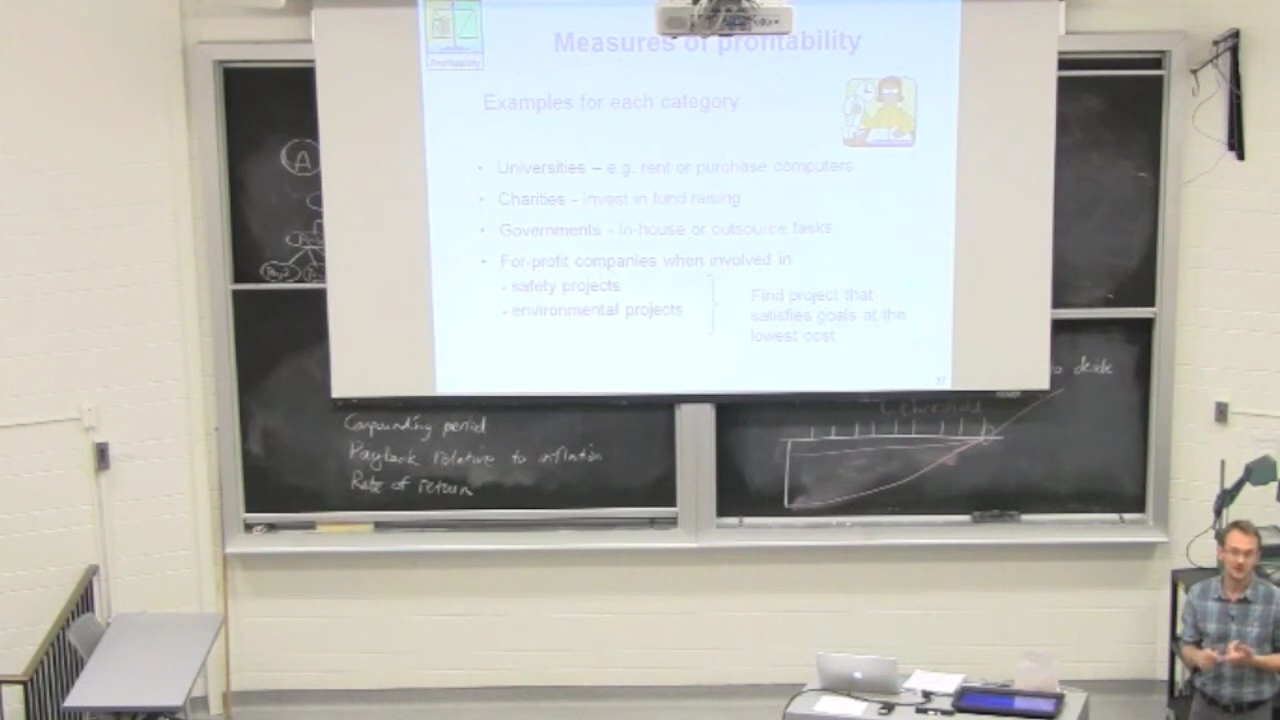 Profitability
Measures of profitability
Examples for each category
• Universities – e.g. rent or purchase computers
• Charities - invest in fund raising
• Governments - In-house or outsource tasks
• For-profit companies when involved in
- safety projects
- environmental projects
Find project that
satisfies goals at the
lowest cost
A
to decide
Compounding period
Payback relative to inflation
Rate of return